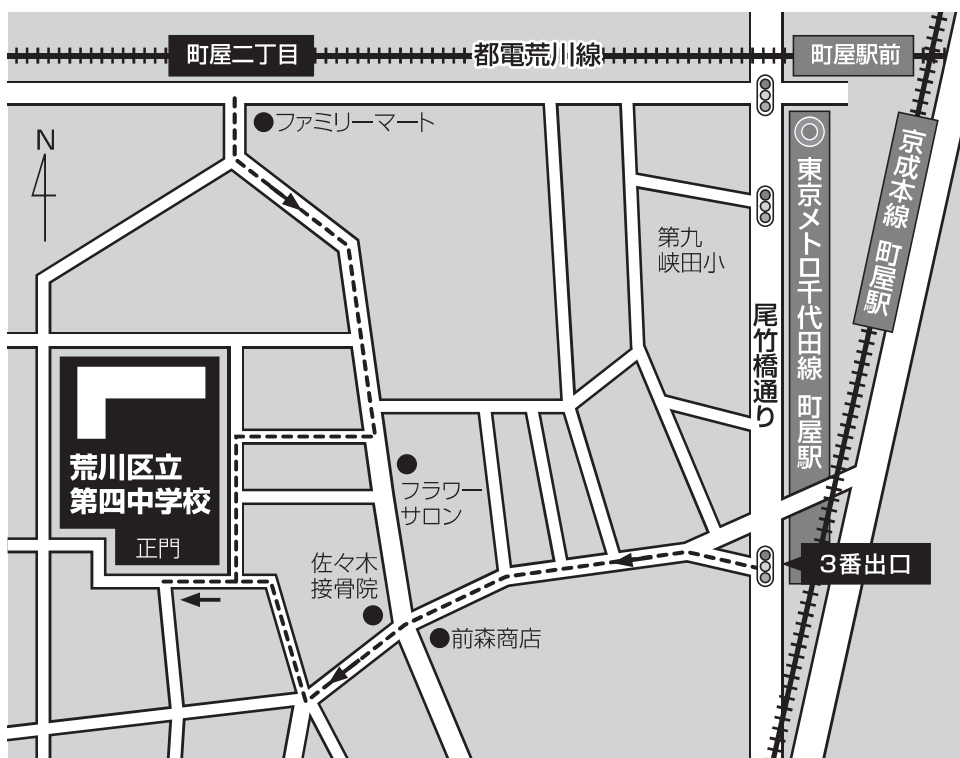 町屋二丁目
都電荒川線
町屋駅前
ファミリーマート
N
京成本線 町屋駅
東京メトロ千代田線 町屋駅
第九
峡田小
尾竹橋通り
荒川区立
第四中学校
正門
フラワー
サロン
佐々木
接骨院
前森商店
3番出口